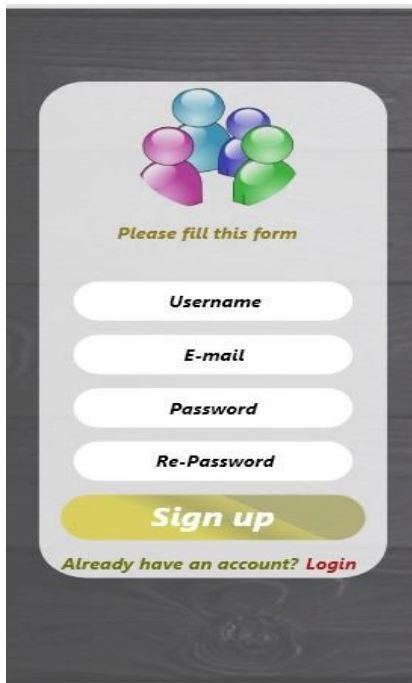 Please fill this form
Username
E-mail
Password
Re-Password
Sign up
Already have an account? Login